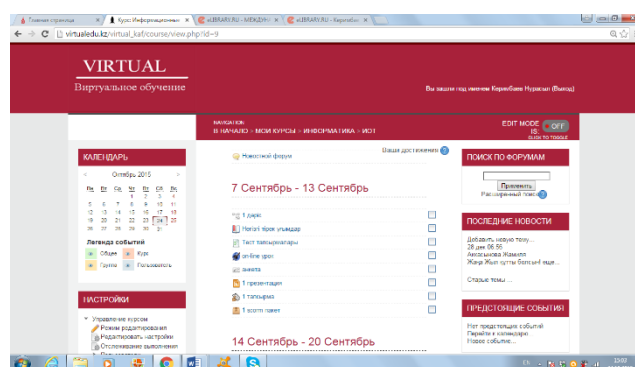 Главная страница
Курс: Информационные
eLIBRARY.RU - МЕЖДУН
eLIBRARY.RU - Керимбаев
virtualedu.kz/virtual_kaf/course/view.php?id=9
VIRTUAL
Виртуальное обучение
Вы зашли под именем Керимбаев Нурасыл (Выход)
NAVIGATION
В НАЧАЛО МОИ КУРСЫ ИНФОРМАТИКА ИОТ
EDIT MODE IS: OFF
CLICK TO TOGGLE
КАЛЕНДАРЬ
Октябрь 2015
Пн Вт Ср Чт Пт Сб Вс
1 2 3 4
5 6 7 8 9 10 11
12 13 14 15 16 17 18
19 20 21 22 23 24 25
26 27 28 29 30 31
Легенда событий
Общее Курс
Группа Пользователь
НАСТРОЙКИ
Управление курсом
Режим редактирования
Редактировать настройки
Отслеживание выполнения
Новостной форум
Ваши достижения
7 Сентябрь - 13 Сентябрь
1 дәріс
Негізгі ұғымдар
Тест тапсырмалары
on-line урок
анкета
1 презентация
1 тапсырма
1 scorm пакет
14 Сентябрь - 20 Сентябрь
ПОИСК ПО ФОРУМАМ
Применить
Расширенный поиск
ПОСЛЕДНИЕ НОВОСТИ
Добавить новую тему...
28 дек 06:56
Жамиля
Жаңа Жыл құтты болсын! еще...
Старые темы ...
ПРЕДСТОЯЩИЕ СОБЫТИЯ
Нет предстоящих событий
Перейти к календарю
Новое событие...
EN
15:02